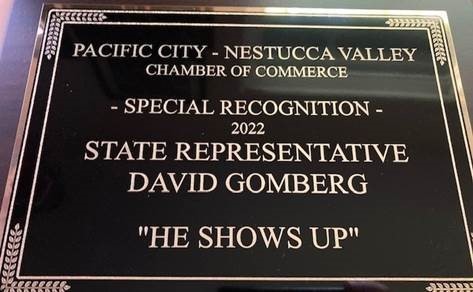 PACIFIC CITY - NESTUCCA VALLEY
CHAMBER OF COMMERCE
- SPECIAL RECOGNITION -
2022
STATE REPRESENTATIVE
DAVID GOMBERG
"HE SHOWS UP"